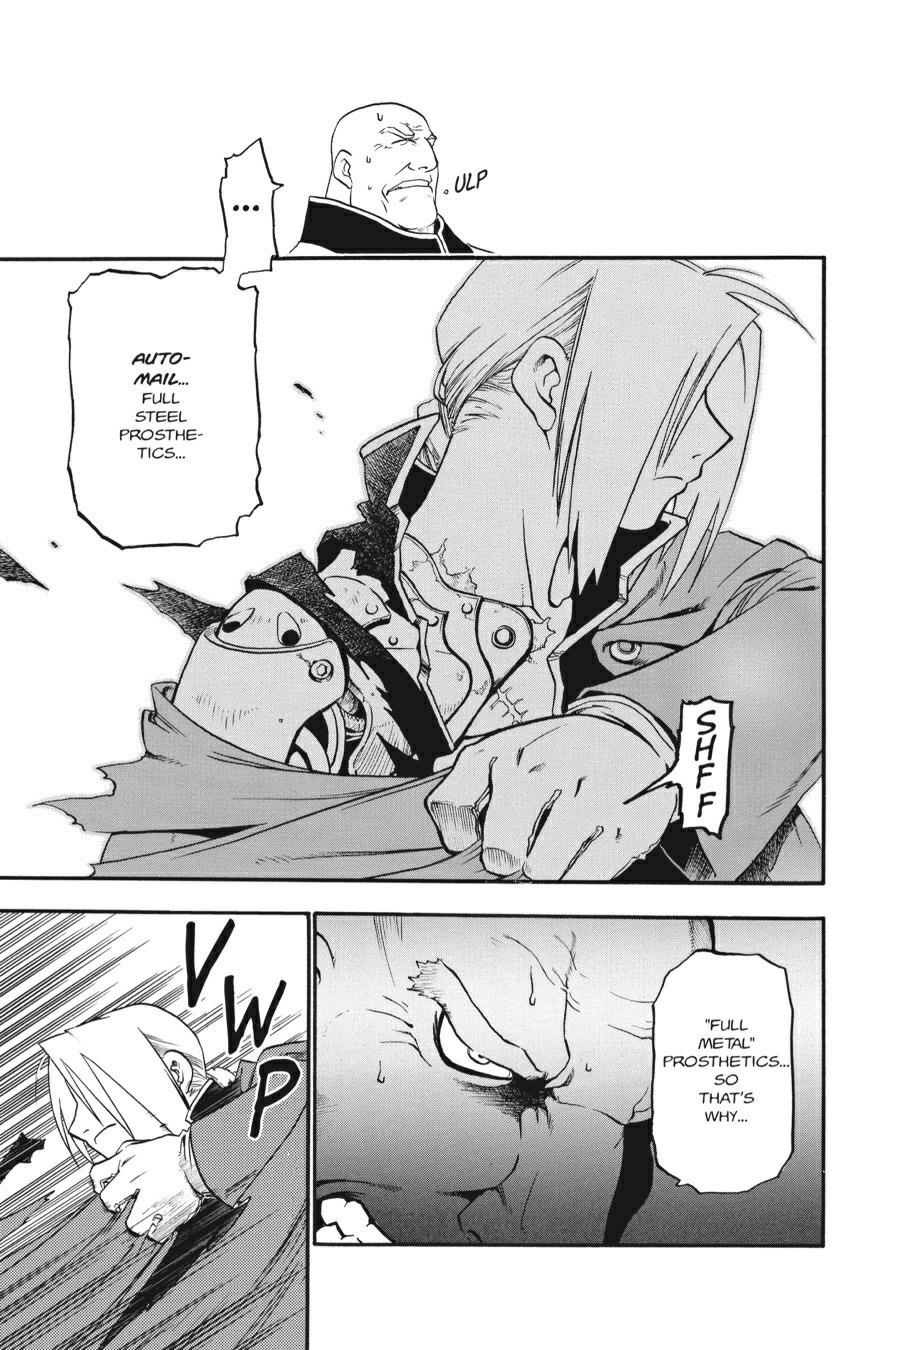 ULP
...
AUTO-
MAIL...
FULL
STEEL
PROSTHE-
TICS...
SHFF
"FULL
METAL"
PROSTHETICS...
SO
THAT'S
WHY...
VWP